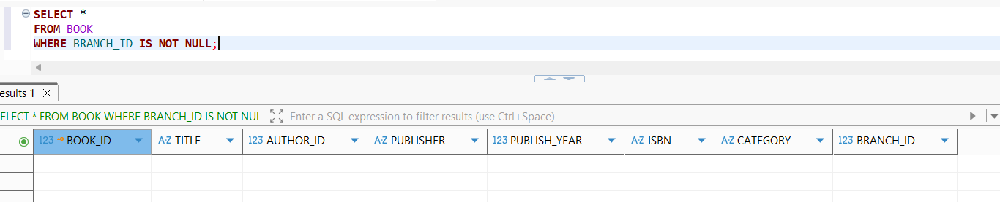 SELECT *
FROM BOOK
WHERE BRANCH_ID IS NOT NULL;
esults 1
ELECT * FROM BOOK WHERE BRANCH_ID IS NOT NUL Enter a SQL expression to filter results (use Ctrl+Space)
123 BOOK_ID A-Z TITLE 123 AUTHOR_ID A-Z PUBLISHER 123 PUBLISH_YEAR A-Z ISBN A-Z CATEGORY 123 BRANCH_ID